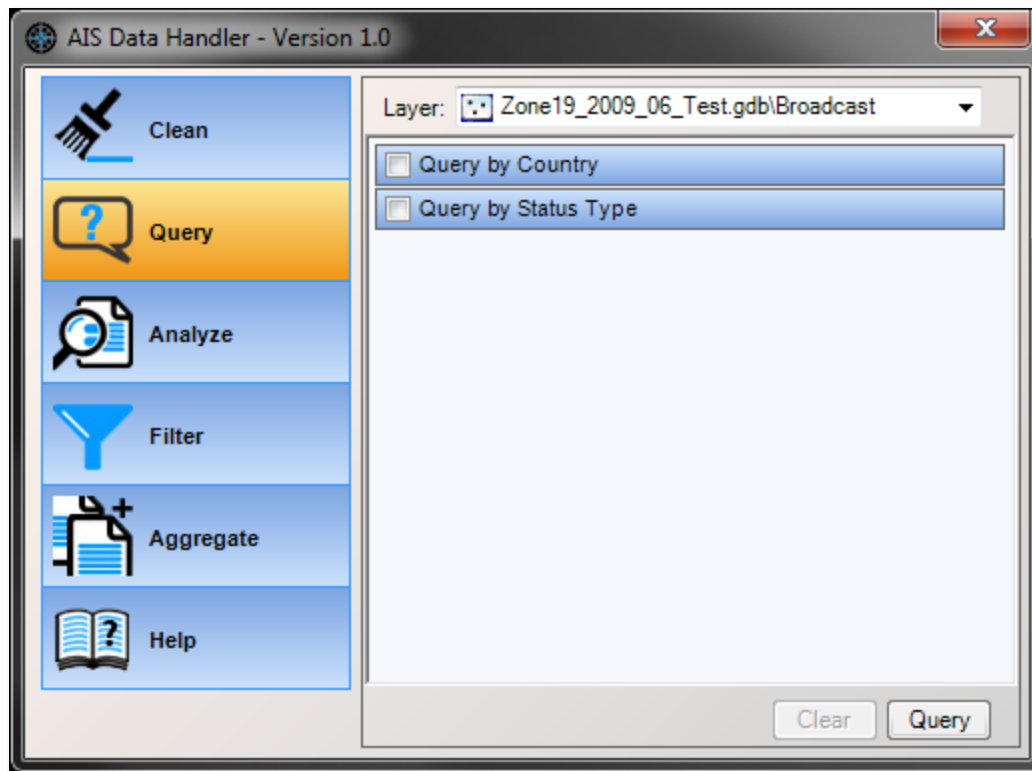 AIS Data Handler - Version 1.0
Clean
Query
Analyze
Filter
Aggregate
Help
Layer: Zone19_2009_06_Test.gdb\Broadcast
Query by Country
Query by Status Type
Clear
Query